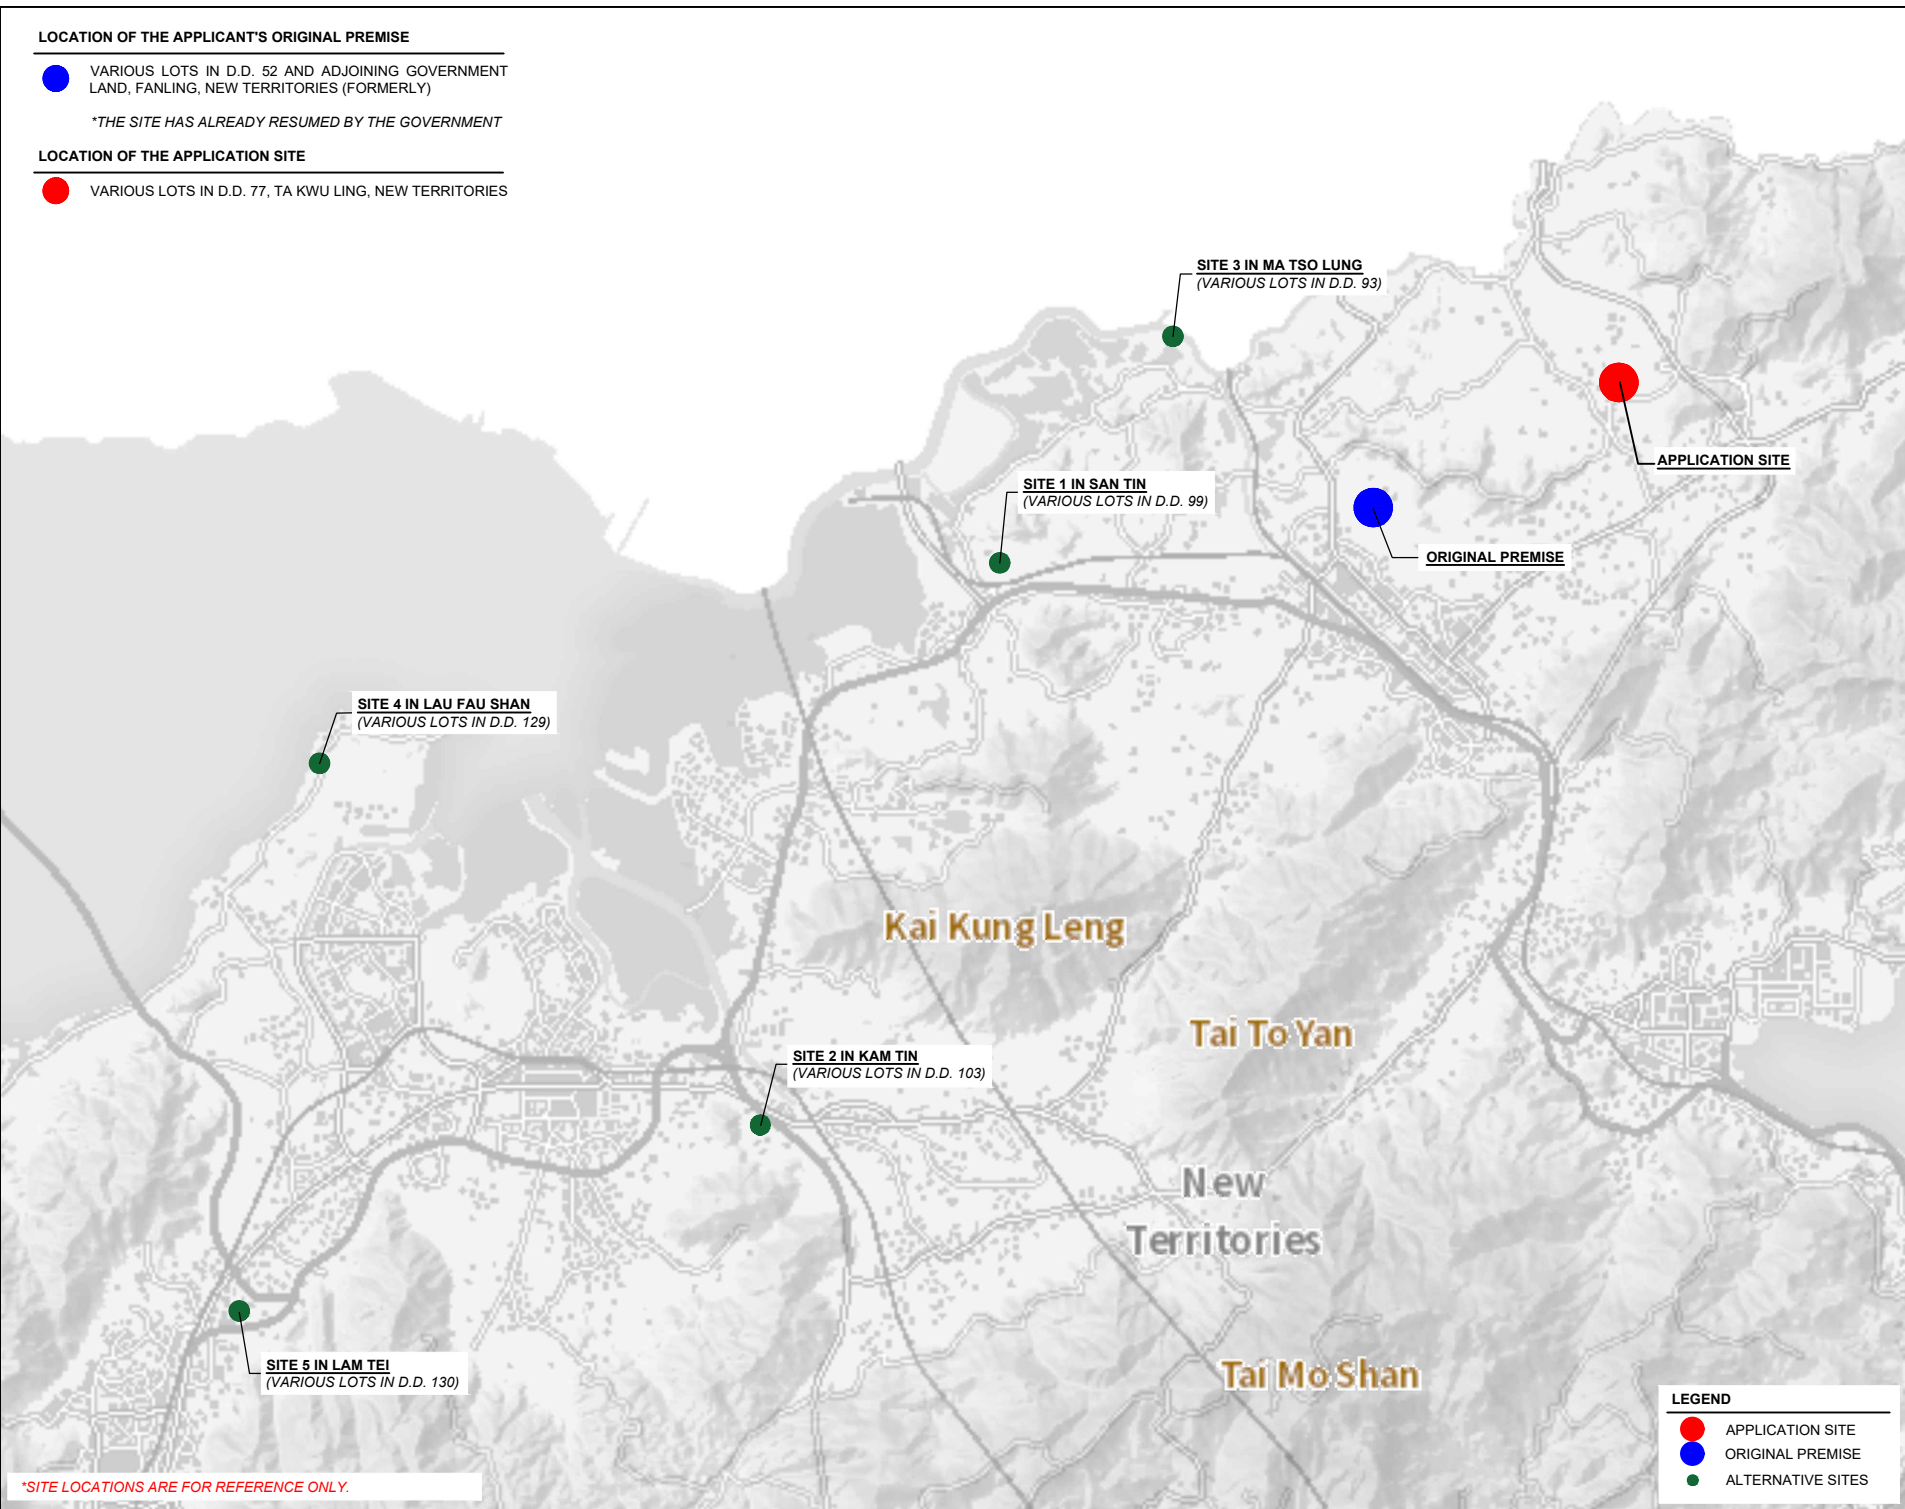 LOCATION OF THE APPLICANT'S ORIGINAL PREMISE
VARIOUS LOTS IN D.D. 52 AND ADJOINING GOVERNMENT
LAND, FANLING, NEW TERRITORIES (FORMERLY)
*THE SITE HAS ALREADY RESUMED BY THE GOVERNMENT
LOCATION OF THE APPLICATION SITE
VARIOUS LOTS IN D.D. 77, TA KWU LING, NEW TERRITORIES
SITE 3 IN MA TSO LUNG
(VARIOUS LOTS IN D.D. 93)
APPLICATION SITE
SITE 1 IN SAN TIN
(VARIOUS LOTS IN D.D. 99)
ORIGINAL PREMISE
SITE 4 IN LAU FAU SHAN
(VARIOUS LOTS IN D.D. 129)
Kai Kung Leng
Tai To Yan
SITE 2 IN KAM TIN
(VARIOUS LOTS IN D.D. 103)
New
Territories
SITE 5 IN LAM TEI
(VARIOUS LOTS IN D.D. 130)
Tai Mo Shan
LEGEND
APPLICATION SITE
ORIGINAL PREMISE
ALTERNATIVE SITES
*SITE LOCATIONS ARE FOR REFERENCE ONLY.